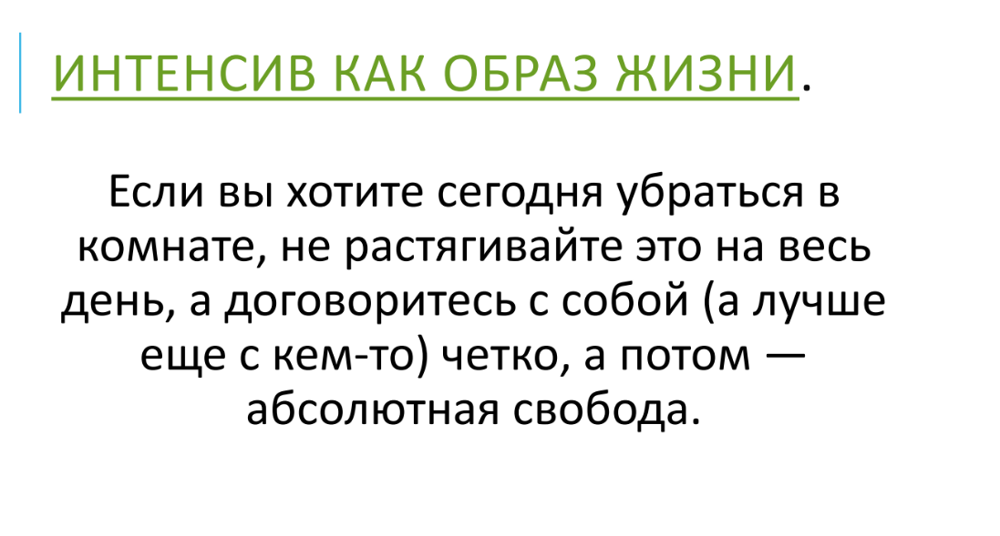 ИНТЕНСИВ КАК ОБРАЗ ЖИЗНИ.
Если вы хотите сегодня убраться в
комнате, не растягивайте это на весь
день, а договоритесь с собой (а лучше
еще с кем-то) четко, а потом —
абсолютная свобода.